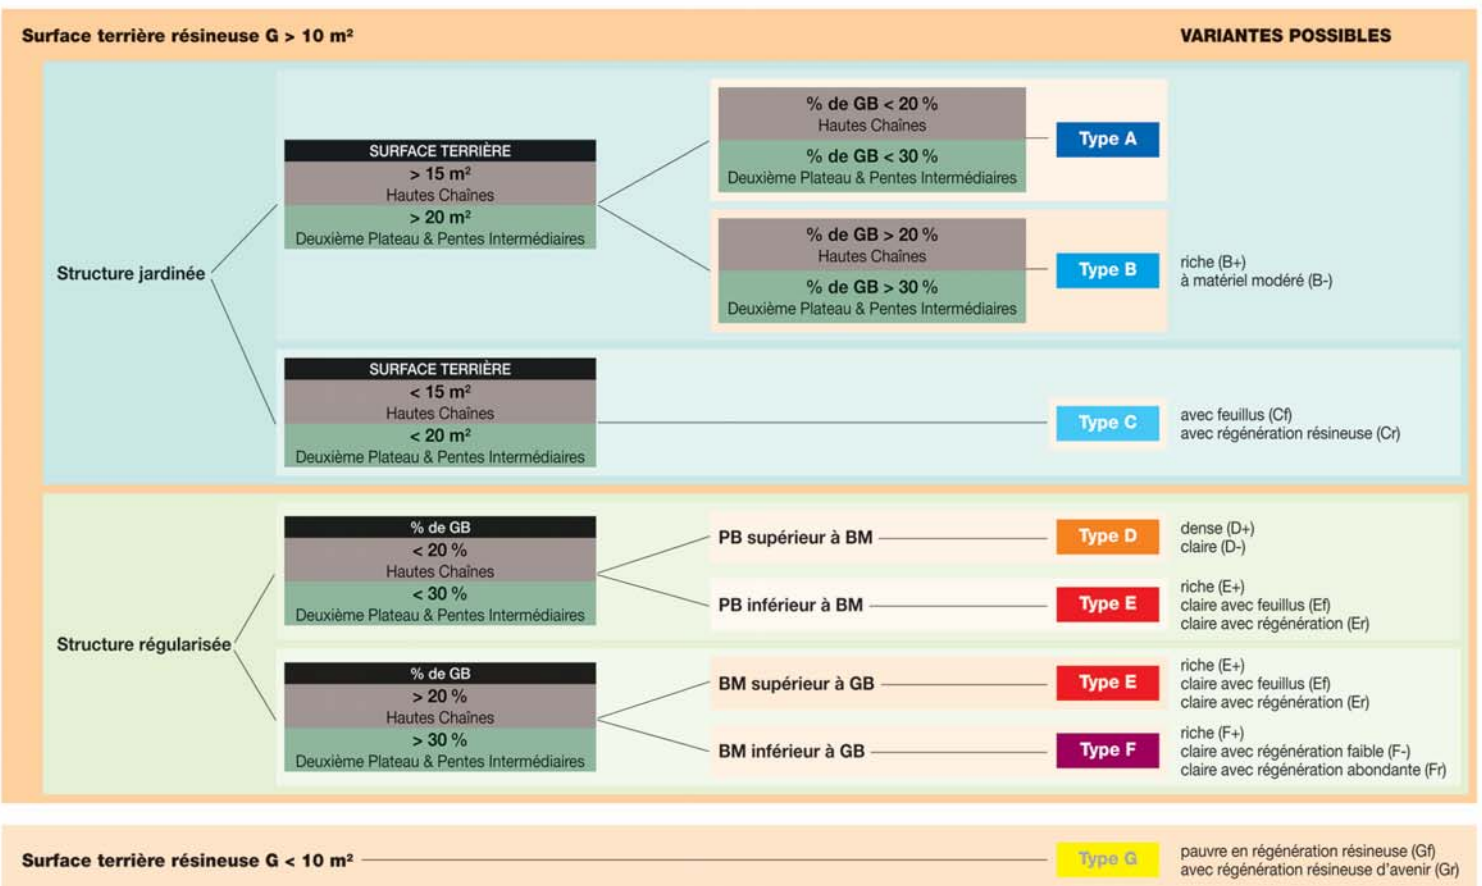 Surface terrière résineuse G > 10 m²
VARIANTES POSSIBLES
Structure jardinée
SURFACE TERRIÈRE
> 15 m²
Hautes Chaînes
> 20 m²
Deuxième Plateau & Pentes Intermédiaires
% de GB < 20 %
Hautes Chaînes
% de GB < 30 %
Deuxième Plateau & Pentes Intermédiaires
Type A
% de GB > 20 %
Hautes Chaînes
% de GB > 30 %
Deuxième Plateau & Pentes Intermédiaires
Type B
riche (B+)
à matériel modéré (B-)
SURFACE TERRIÈRE
< 15 m²
Hautes Chaînes
< 20 m²
Deuxième Plateau & Pentes Intermédiaires
Type C
avec feuillus (Cf)
avec régénération résineuse (Cr)
Structure régularisée
% de GB
< 20 %
Hautes Chaînes
< 30 %
Deuxième Plateau & Pentes Intermédiaires
PB supérieur à BM
Type D
dense (D+)
claire (D-)
PB inférieur à BM
Type E
riche (E+)
claire avec feuillus (Ef)
claire avec régénération (Er)
% de GB
> 20 %
Hautes Chaînes
> 30 %
Deuxième Plateau & Pentes Intermédiaires
BM supérieur à GB
Type E
riche (E+)
claire avec feuillus (Ef)
claire avec régénération (Er)
BM inférieur à GB
Type F
riche (F+)
claire avec régénération faible (F-)
claire avec régénération abondante (Fr)
Surface terrière résineuse G < 10 m²
Type G
pauvre en régénération résineuse (Gf)
avec régénération résineuse d'avenir (Gr)